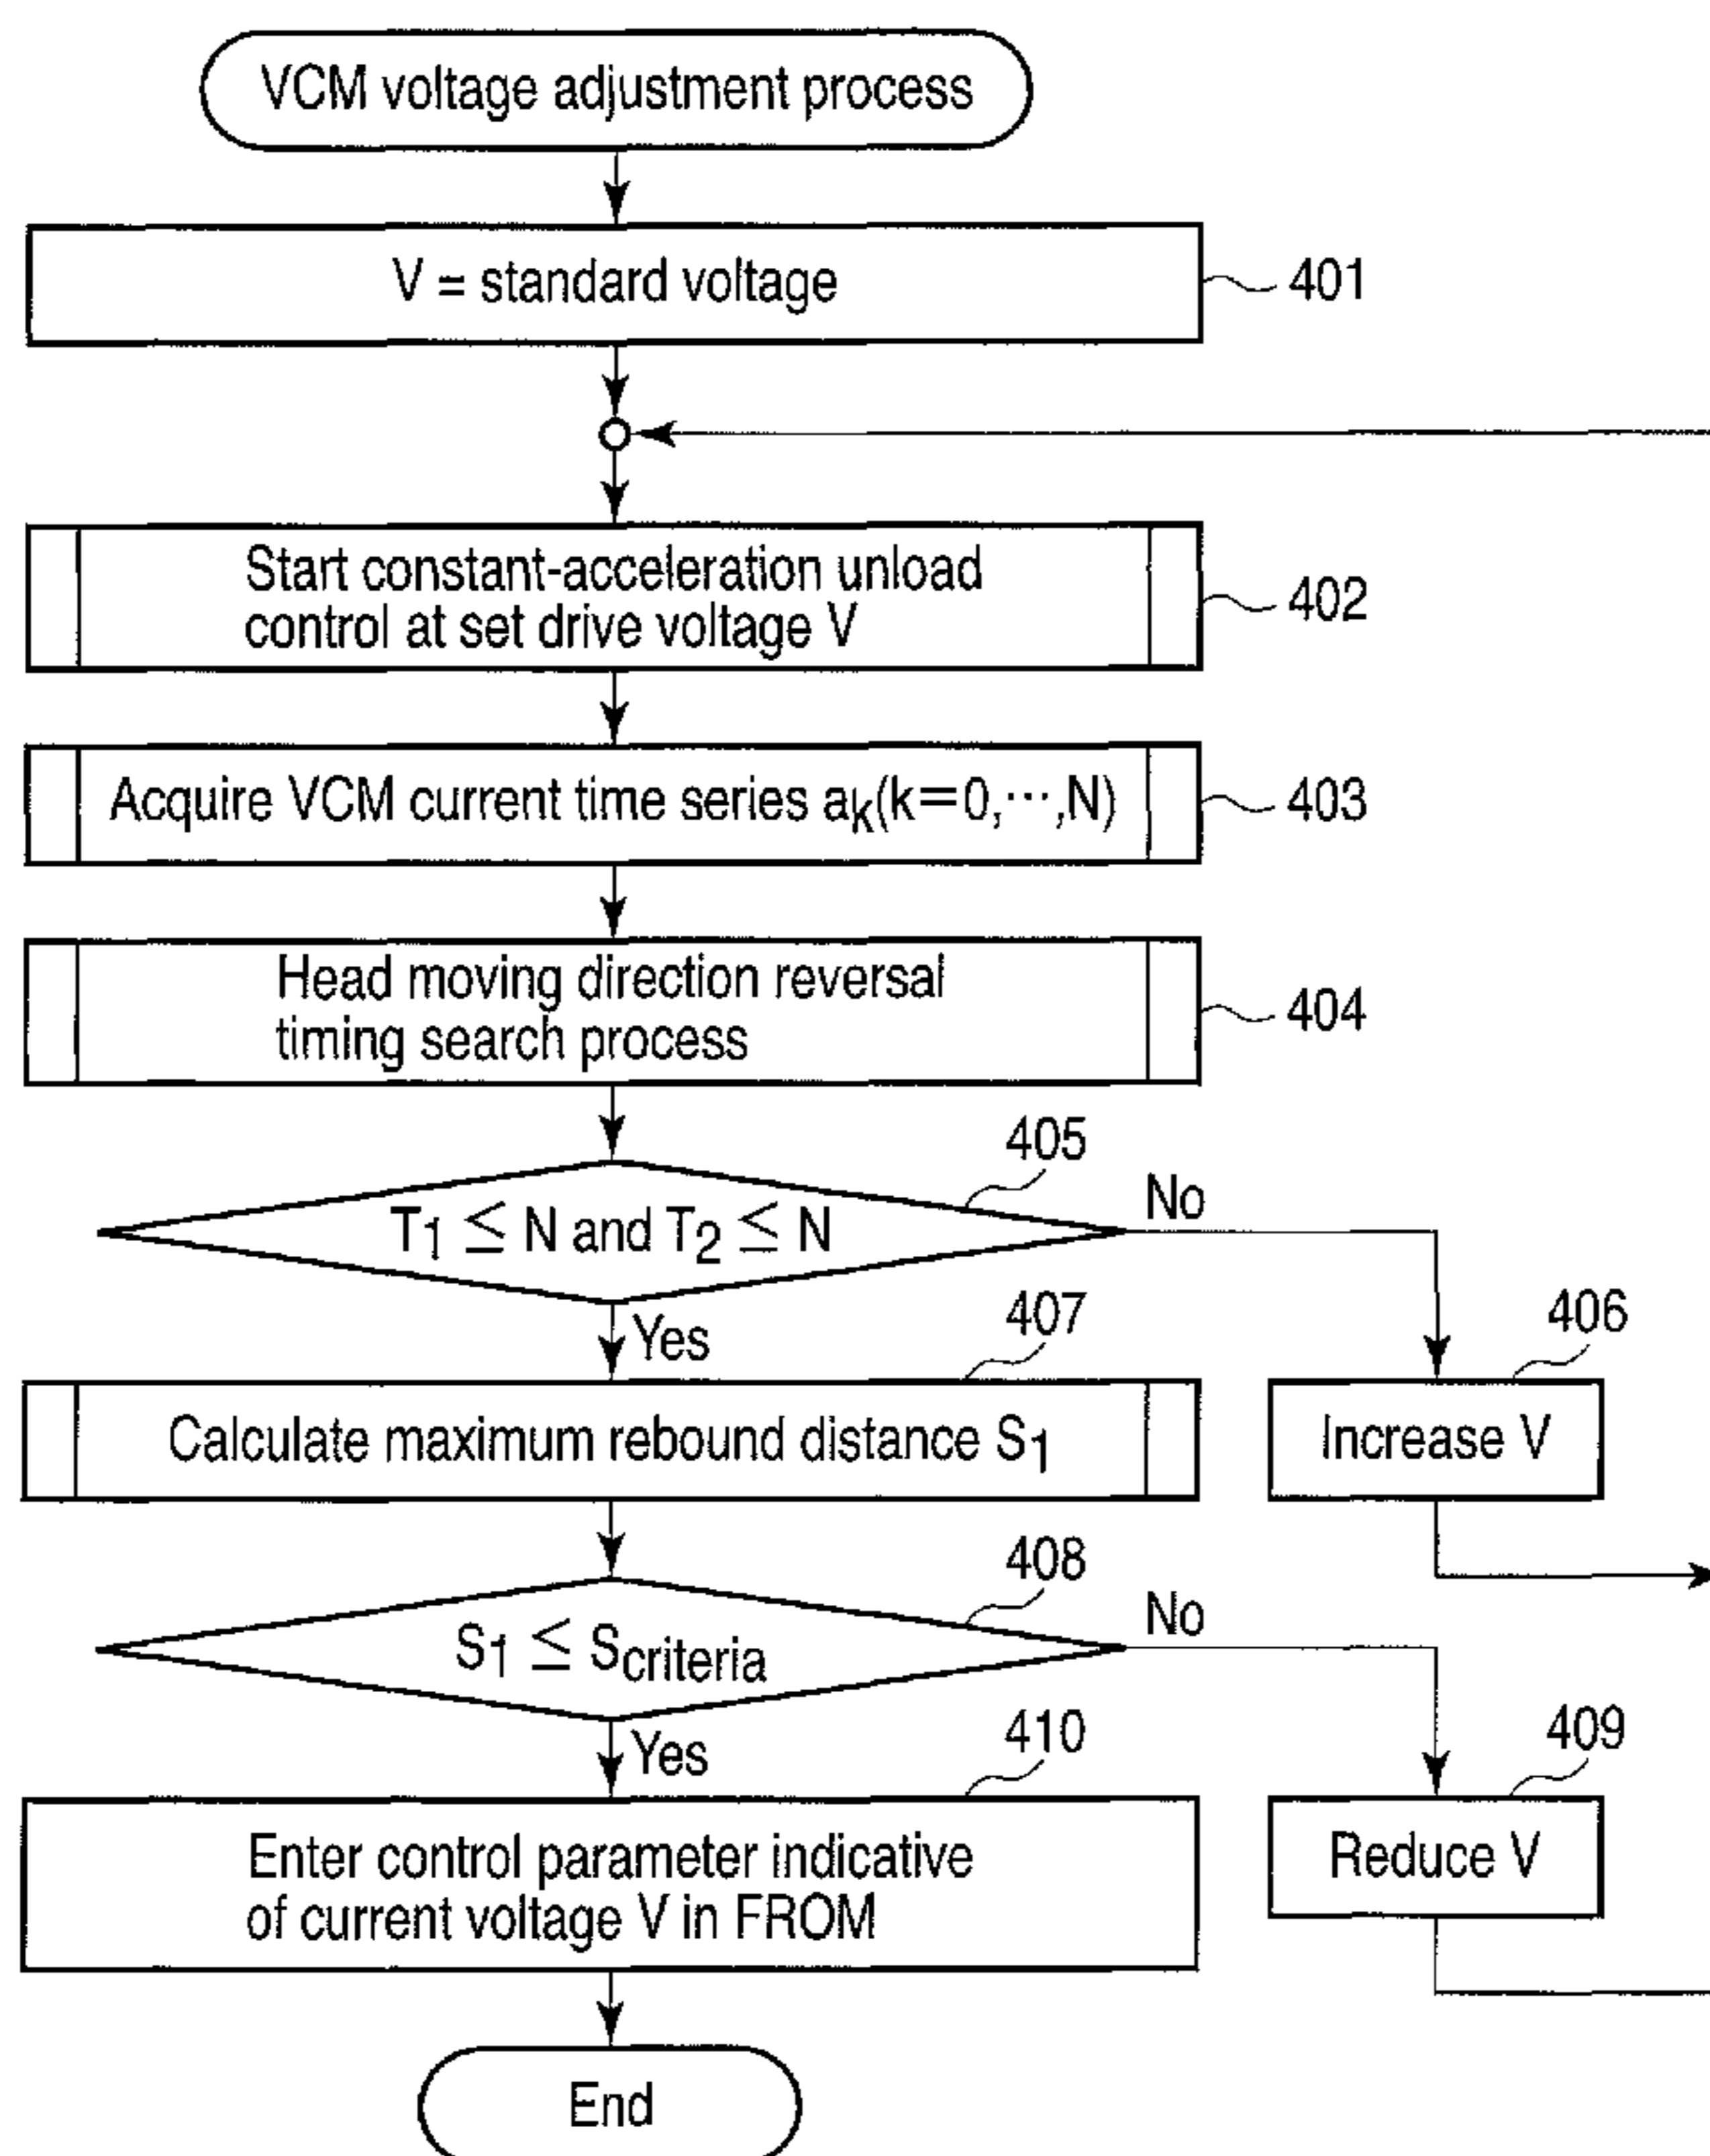 VCM voltage adjustment process
V = standard voltage
401
Start constant-acceleration unload
control at set drive voltage V
402
Acquire VCM current time series ak(k=0,···,N)
403
Head moving direction reversal
timing search process
404
405
T1 ≦ N and T2 ≦ N
No
Yes
407
406
Calculate maximum rebound distance S1
Increase V
408
S1 ≦ Scriteria
No
Yes
410
409
Enter control parameter indicative
of current voltage V in FROM
Reduce V
End